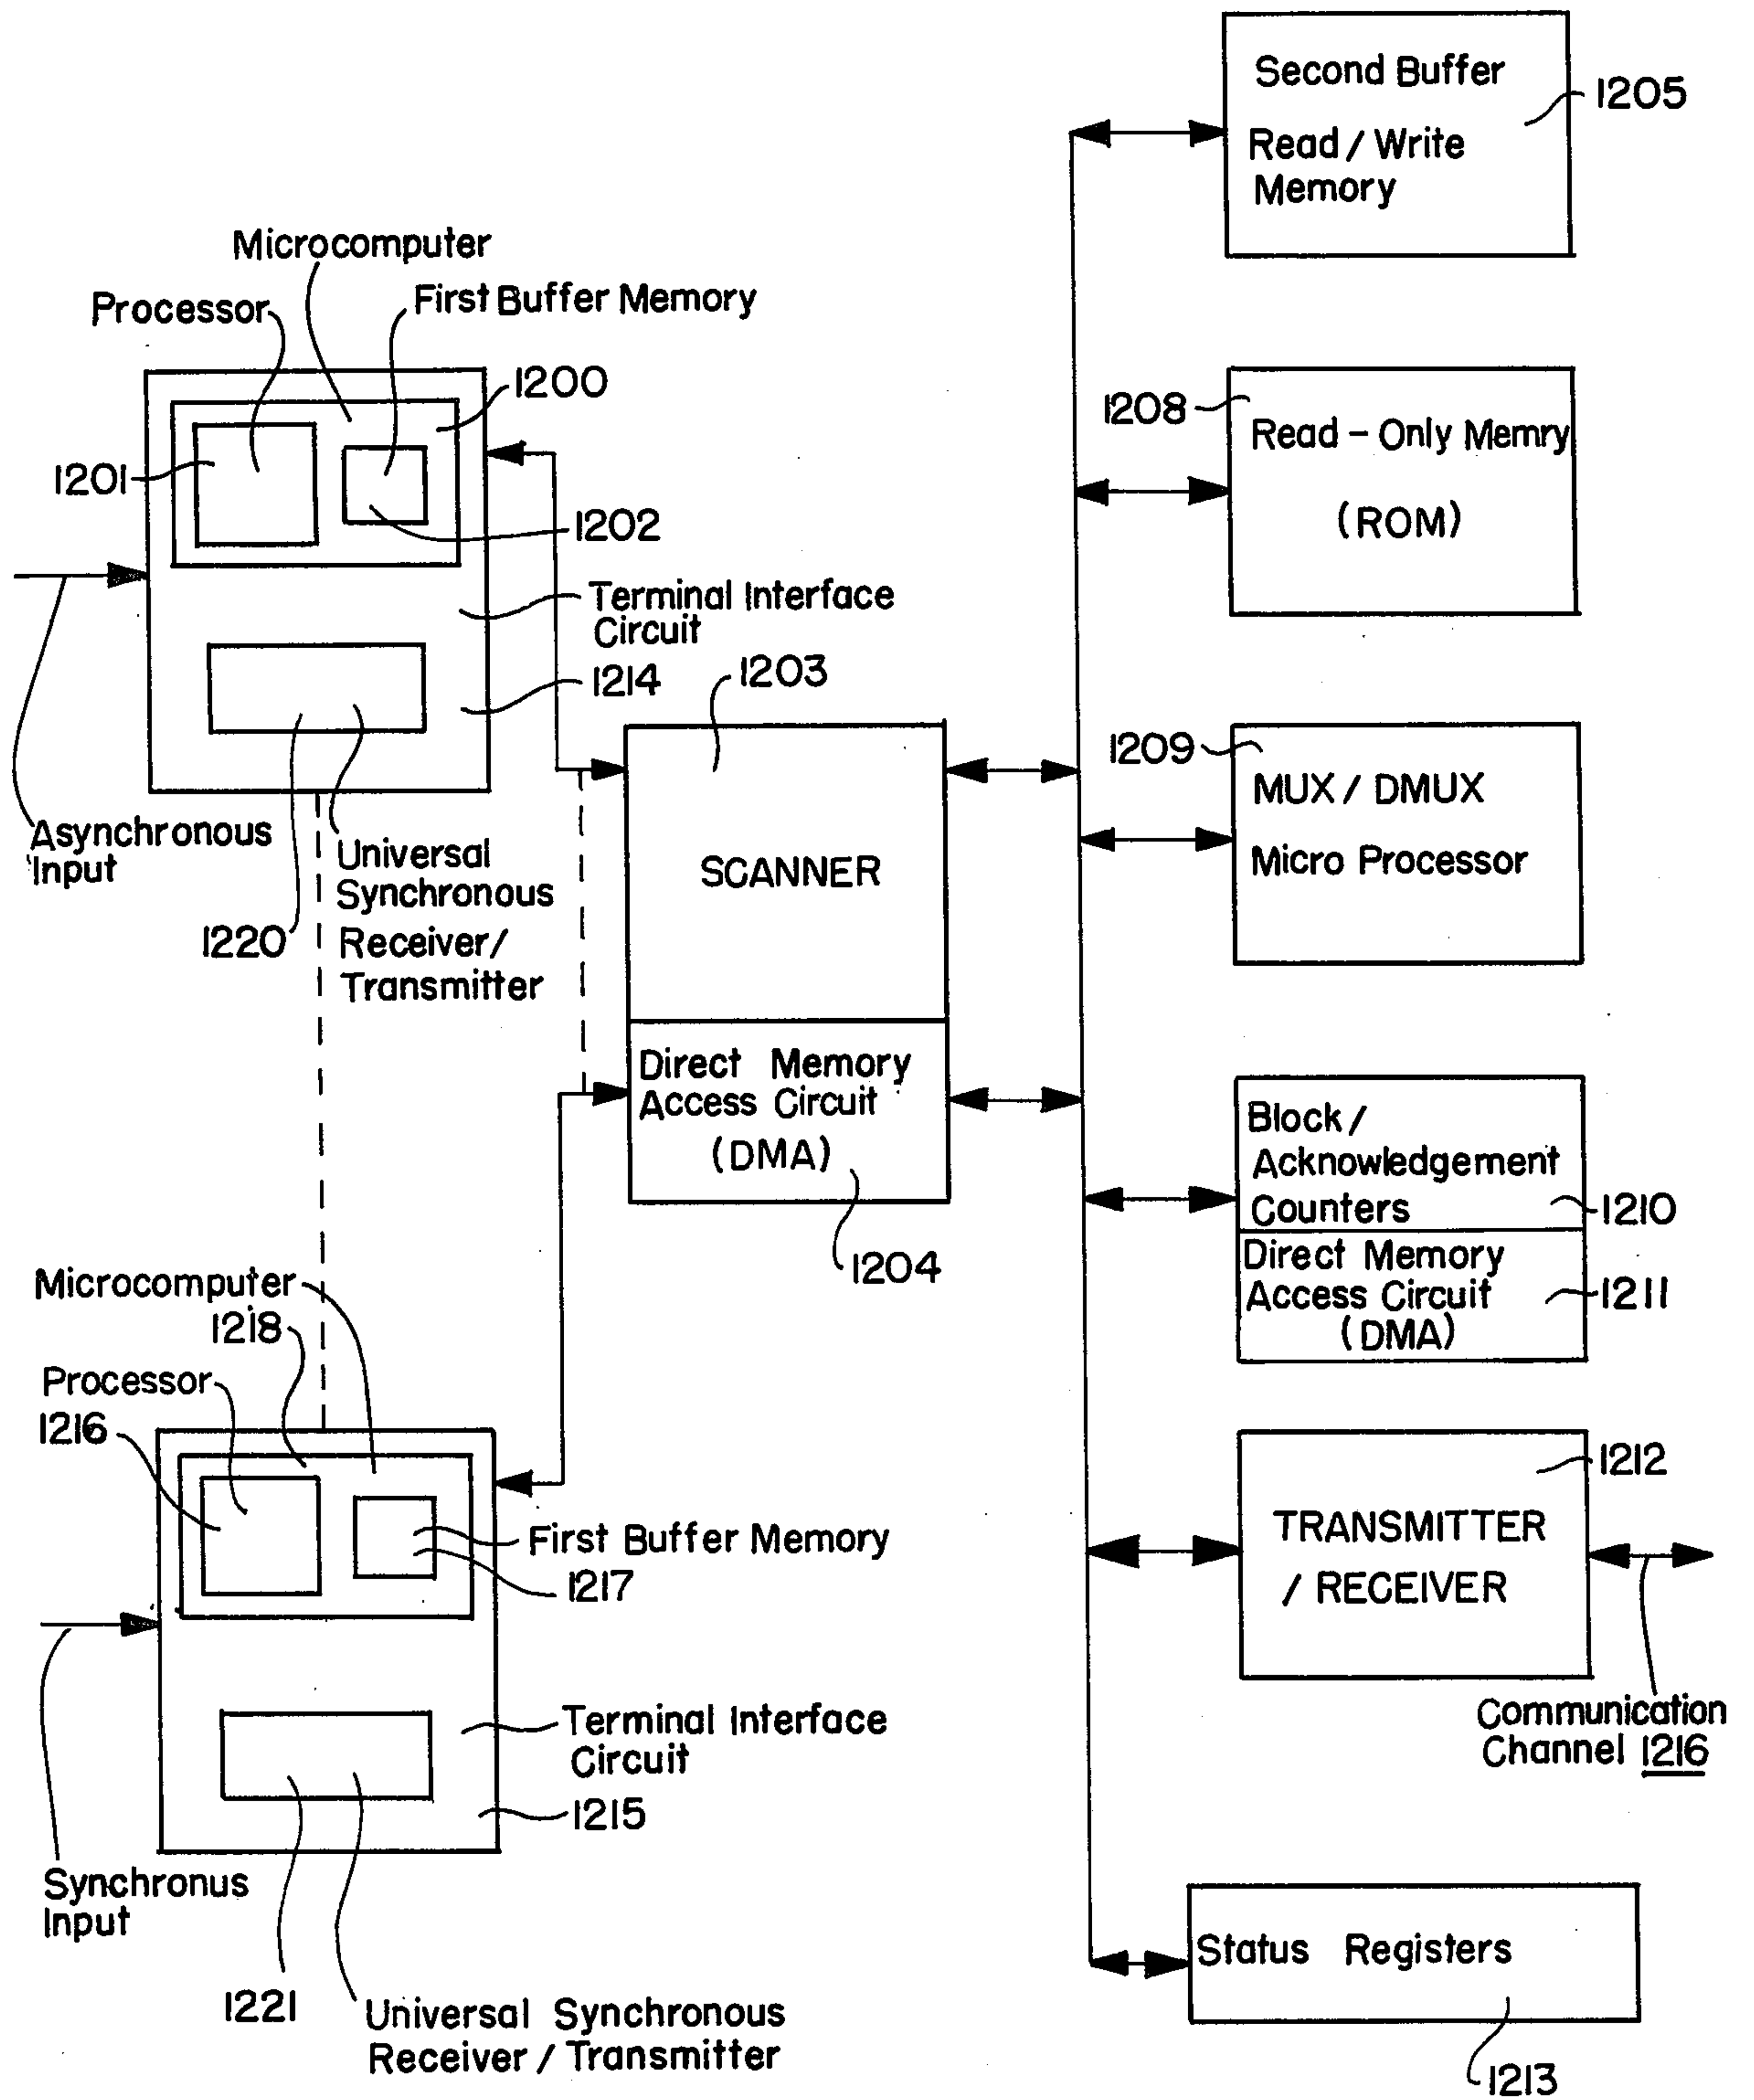 Second Buffer
Read / Write
Memory
1205
Microcomputer
Processor
First Buffer Memory
1200
1201
1202
Terminal Interface
Circuit
1214
Asynchronous
Input
Universal
Synchronous
Receiver/
Transmitter
1220
1208
Read - Only Memry
(ROM)
1203
SCANNER
1209
MUX / DMUX
Micro Processor
Direct Memory
Access Circuit
(DMA)
1204
Block /
Acknowledgement
Counters
1210
Direct Memory
Access Circuit
(DMA)
1211
Microcomputer
1218
Processor
1216
First Buffer Memory
1217
1212
TRANSMITTER
/ RECEIVER
Communication
Channel 1216
Terminal Interface
Circuit
1215
Synchronus
Input
1221
Universal Synchronous
Receiver / Transmitter
Status Registers
1213